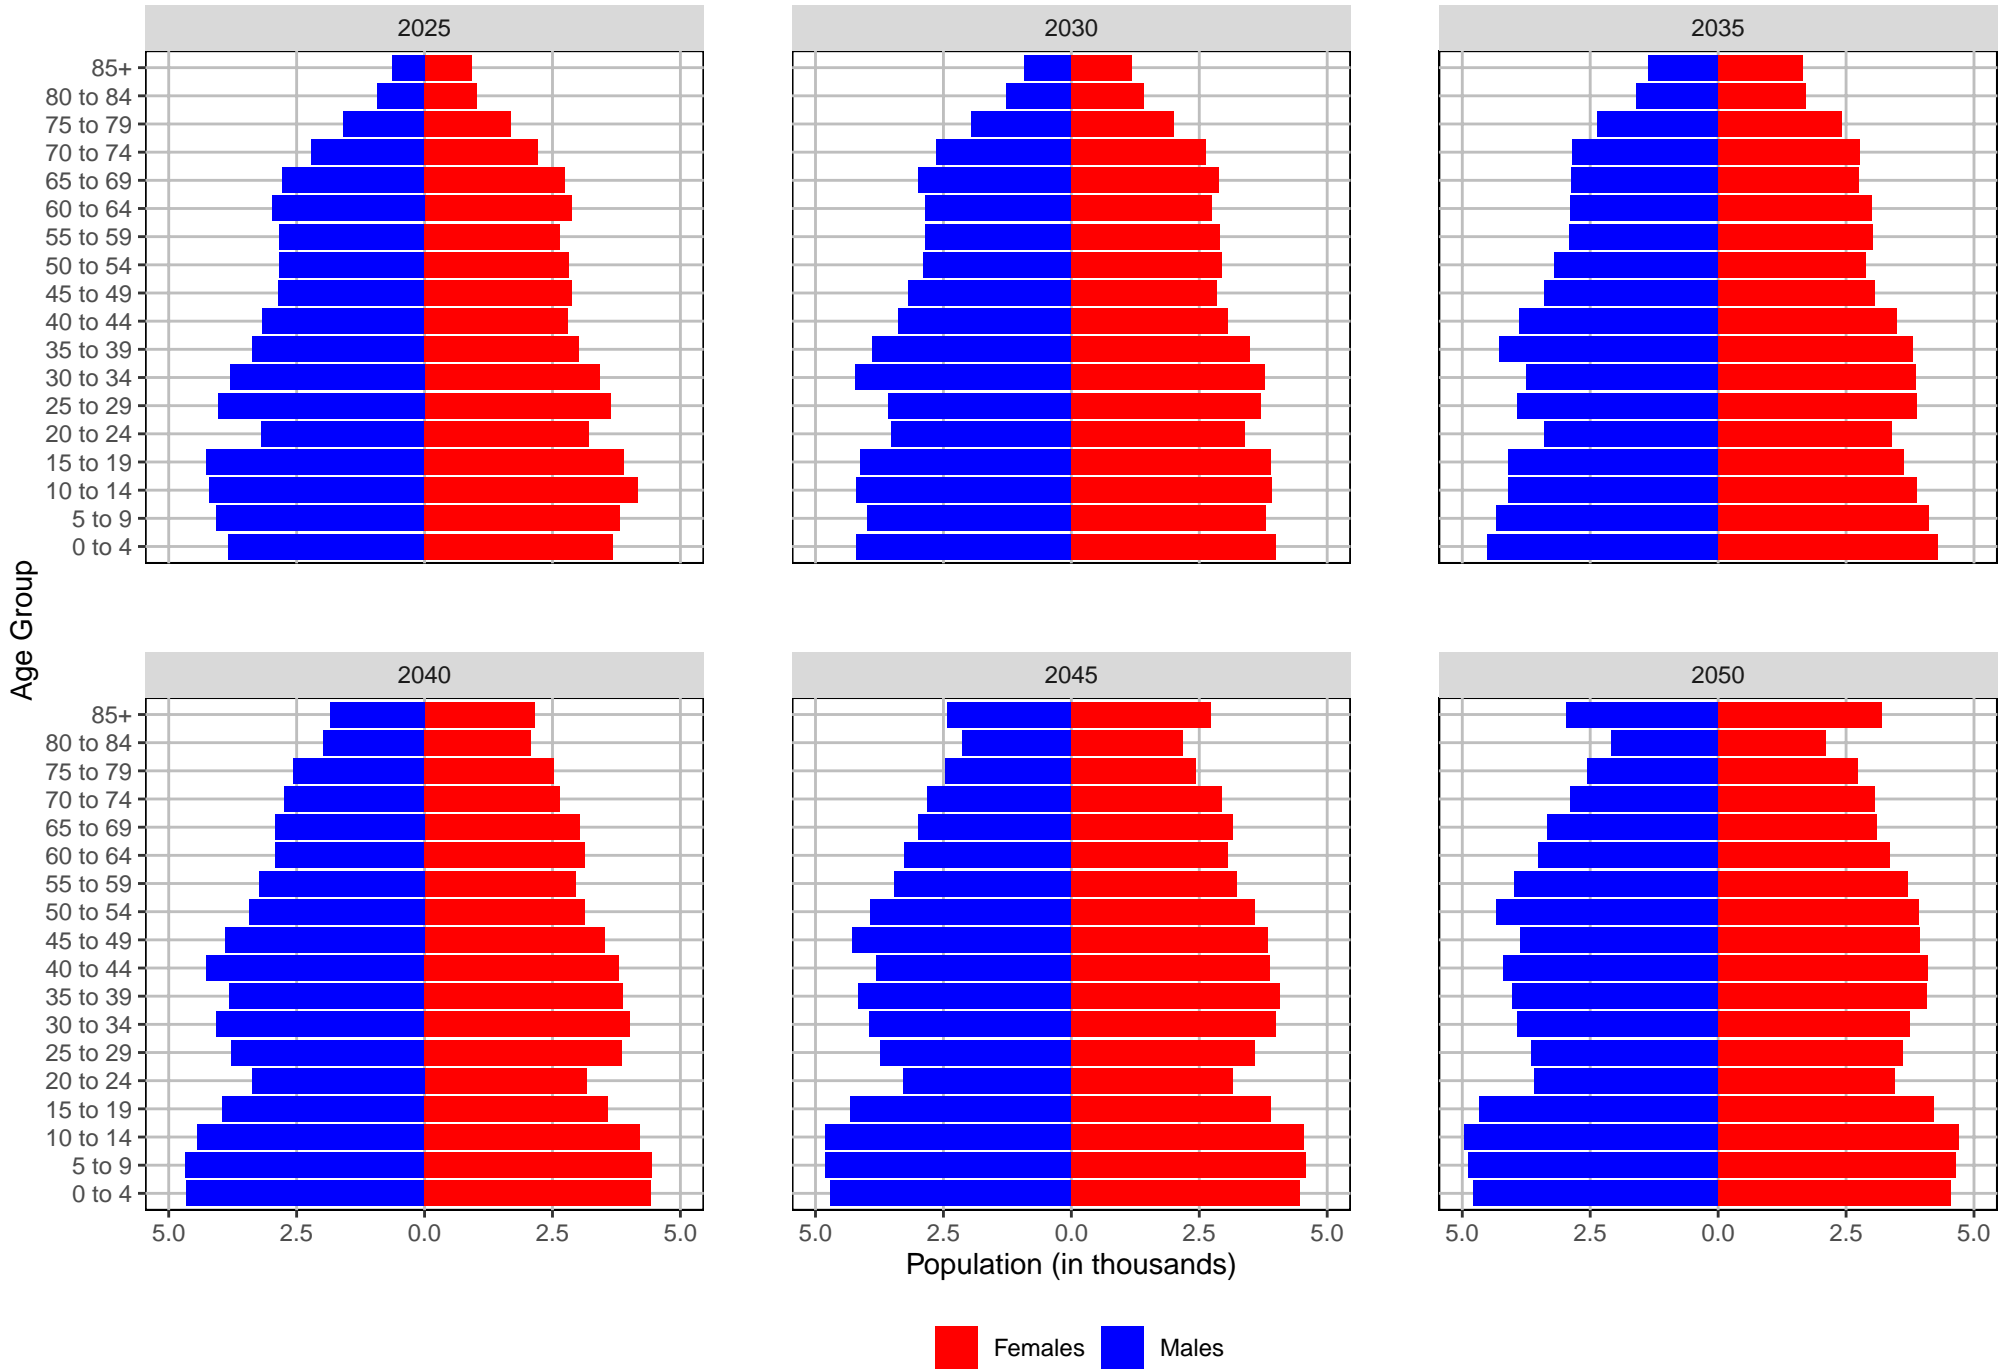 2025 2030 2035
85+
80 to 84
75 to 79
70 to 74
65 to 69
60 to 64
55 to 59
50 to 54
45 to 49
40 to 44
35 to 39
30 to 34
25 to 29
20 to 24
15 to 19
10 to 14
5 to 9
0 to 4
Age Group
2040 2045 2050
85+
80 to 84
75 to 79
70 to 74
65 to 69
60 to 64
55 to 59
50 to 54
45 to 49
40 to 44
35 to 39
30 to 34
25 to 29
20 to 24
15 to 19
10 to 14
5 to 9
0 to 4
5.0 2.5 0.0 2.5 5.0 5.0 2.5 0.0 2.5 5.0 5.0 2.5 0.0 2.5 5.0
Population (in thousands)
Females Males